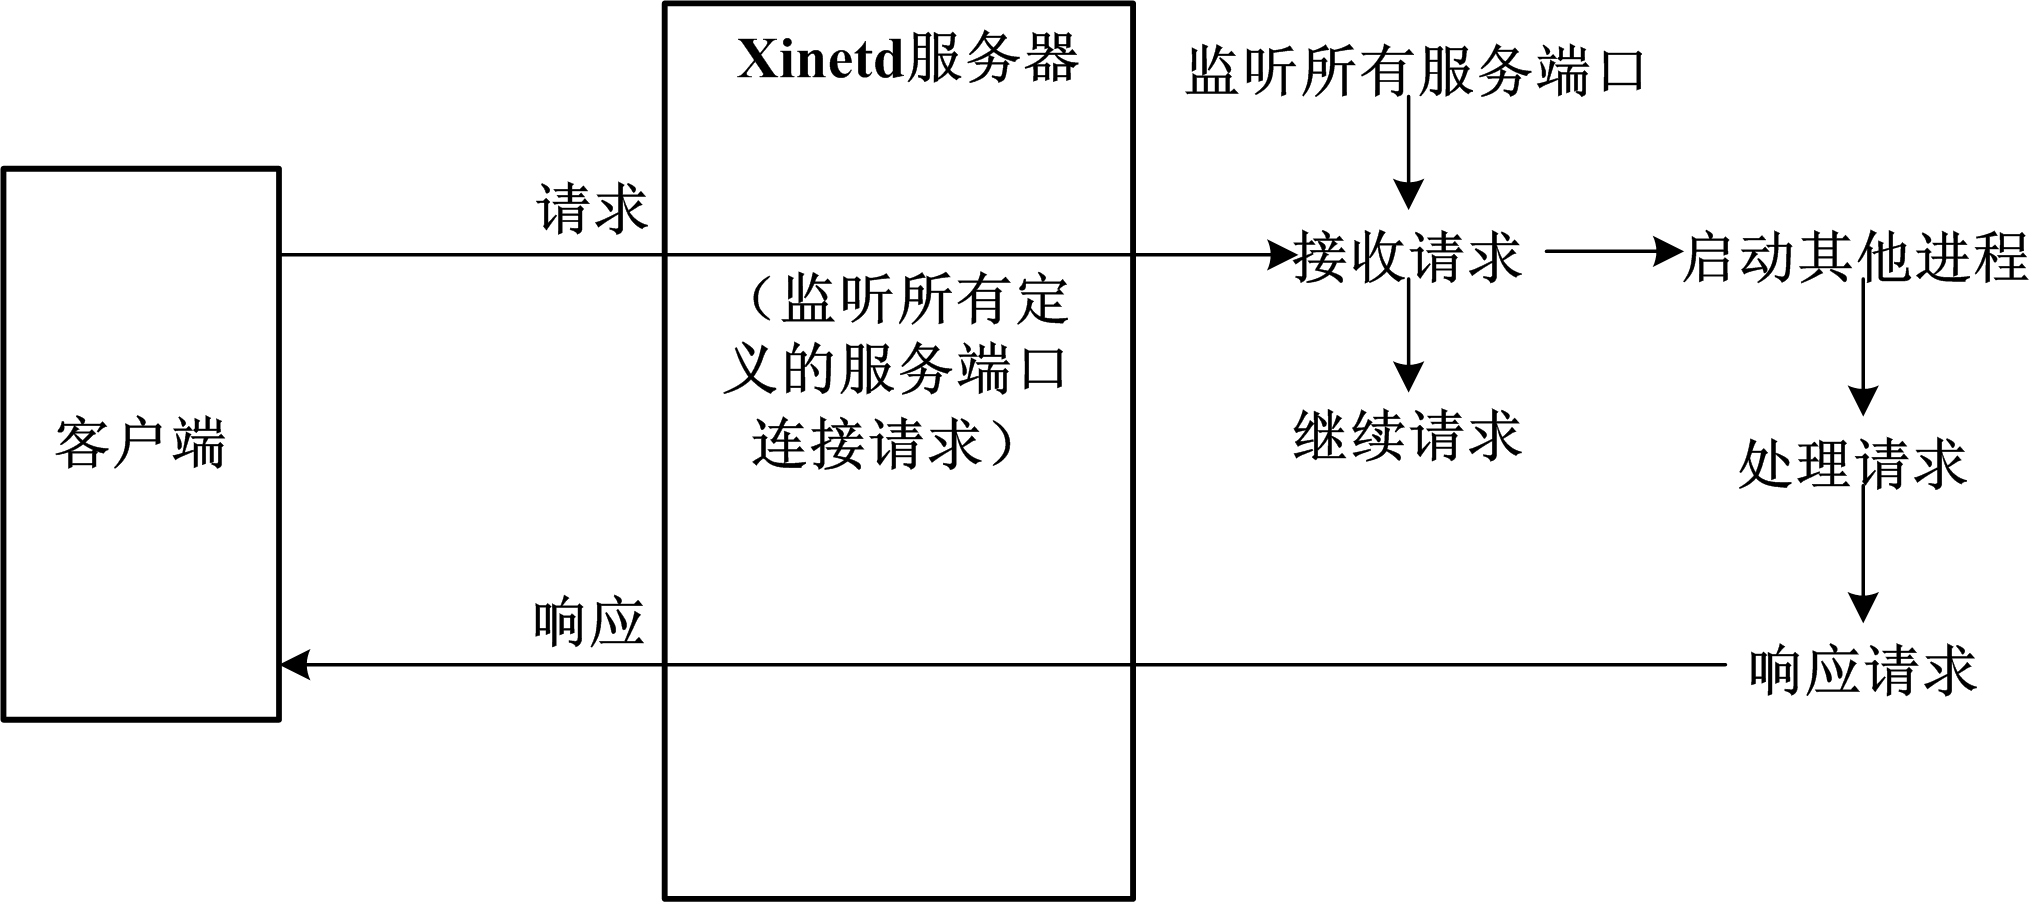 Xinetd服务器
监听所有服务端口
请求
接收请求
启动其他进程
（监听所有定
义的服务端口
连接请求）
客户端
继续请求
处理请求
响应
响应请求